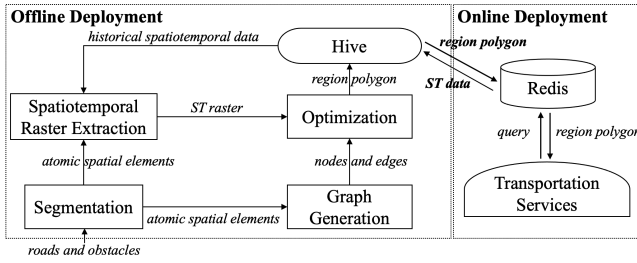 Offline Deployment
Online Deployment
historical spatiotemporal data
Hive
region polygon
region polygon
ST data
Redis
Spatiotemporal
Raster Extraction
ST raster
Optimization
query
region polygon
atomic spatial elements
nodes and edges
Segmentation
atomic spatial elements
Graph
Generation
Transportation
Services
roads and obstacles